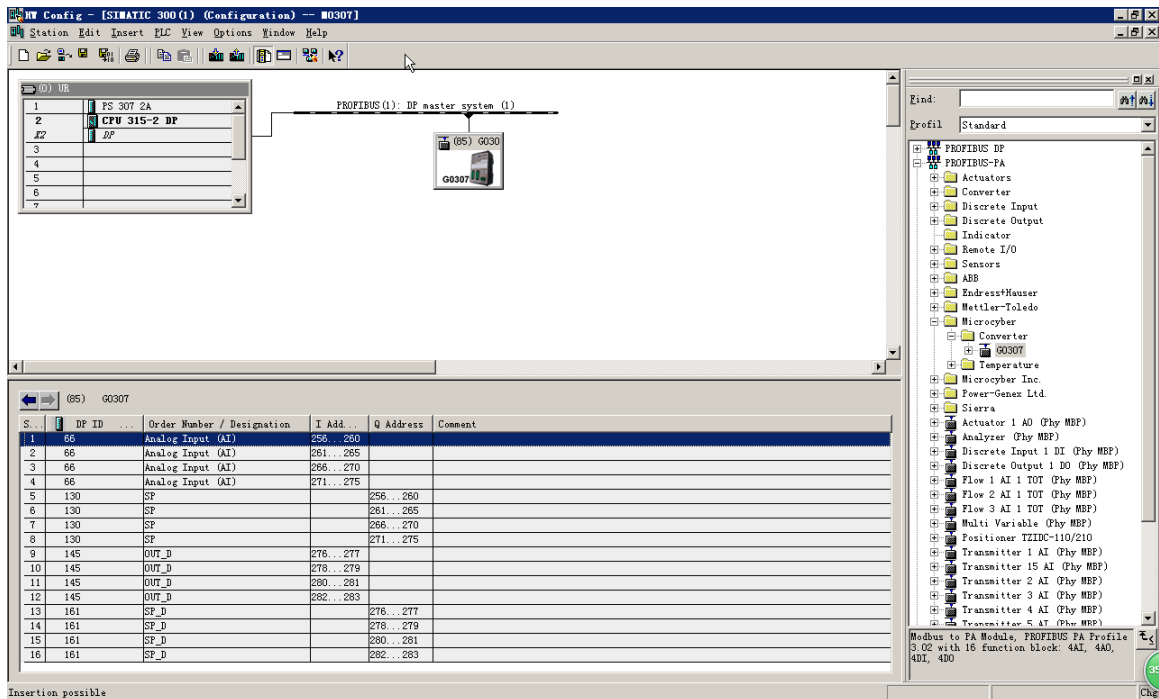 HW Config - [SIMATIC 300(1) (Configuration) -- M0307]
Station Edit Insert PLC View Options Window Help
(0) UR
1 PS 307 2A
2 CPU 315-2 DP
X2 DP
3
4
5
6
7
PROFIBUS(1): DP master system (1)
(85) G030
G0307
Find:
Profil Standard
PROFIBUS DP
PROFIBUS-PA
Actuators
Converter
Discrete Input
Discrete Output
Indicator
Remote I/O
Sensors
ABB
Endress+Hauser
Mettler-Toledo
Microcyber
Converter
G0307
Temperature
Microcyber Inc.
Power-Genex Ltd.
Sierra
Actuator 1 AO (Phy MBP)
Analyzer (Phy MBP)
Discrete Input 1 DI (Phy MBP)
Discrete Output 1 DO (Phy MBP)
Flow 1 AI 1 TOT (Phy MBP)
Flow 2 AI 1 TOT (Phy MBP)
Flow 3 AI 1 TOT (Phy MBP)
Multi Variable (Phy MBP)
Positioner TZIDC-110/210
Transmitter 1 AI (Phy MBP)
Transmitter 15 AI (Phy MBP)
Transmitter 2 AI (Phy MBP)
Transmitter 3 AI (Phy MBP)
Transmitter 4 AI (Phy MBP)
Transmitter 5 AI (Phy MBP)
Modbus to PA Module, PROFIBUS PA Profile
3.02 with 16 function block: 4AI, 4AO,
4DI, 4DO
35
(85) G0307
S... DP ID ... Order Number / Designation I Add... Q Address Comment
1 66 Analog Input (AI) 256...260
2 66 Analog Input (AI) 261...265
3 66 Analog Input (AI) 266...270
4 66 Analog Input (AI) 271...275
5 130 SP 256...260
6 130 SP 261...265
7 130 SP 266...270
8 130 SP 271...275
9 145 OUT_D 276...277
10 145 OUT_D 278...279
11 145 OUT_D 280...281
12 145 OUT_D 282...283
13 161 SP_D 276...277
14 161 SP_D 278...279
15 161 SP_D 280...281
16 161 SP_D 282...283
Insertion possible
Chg